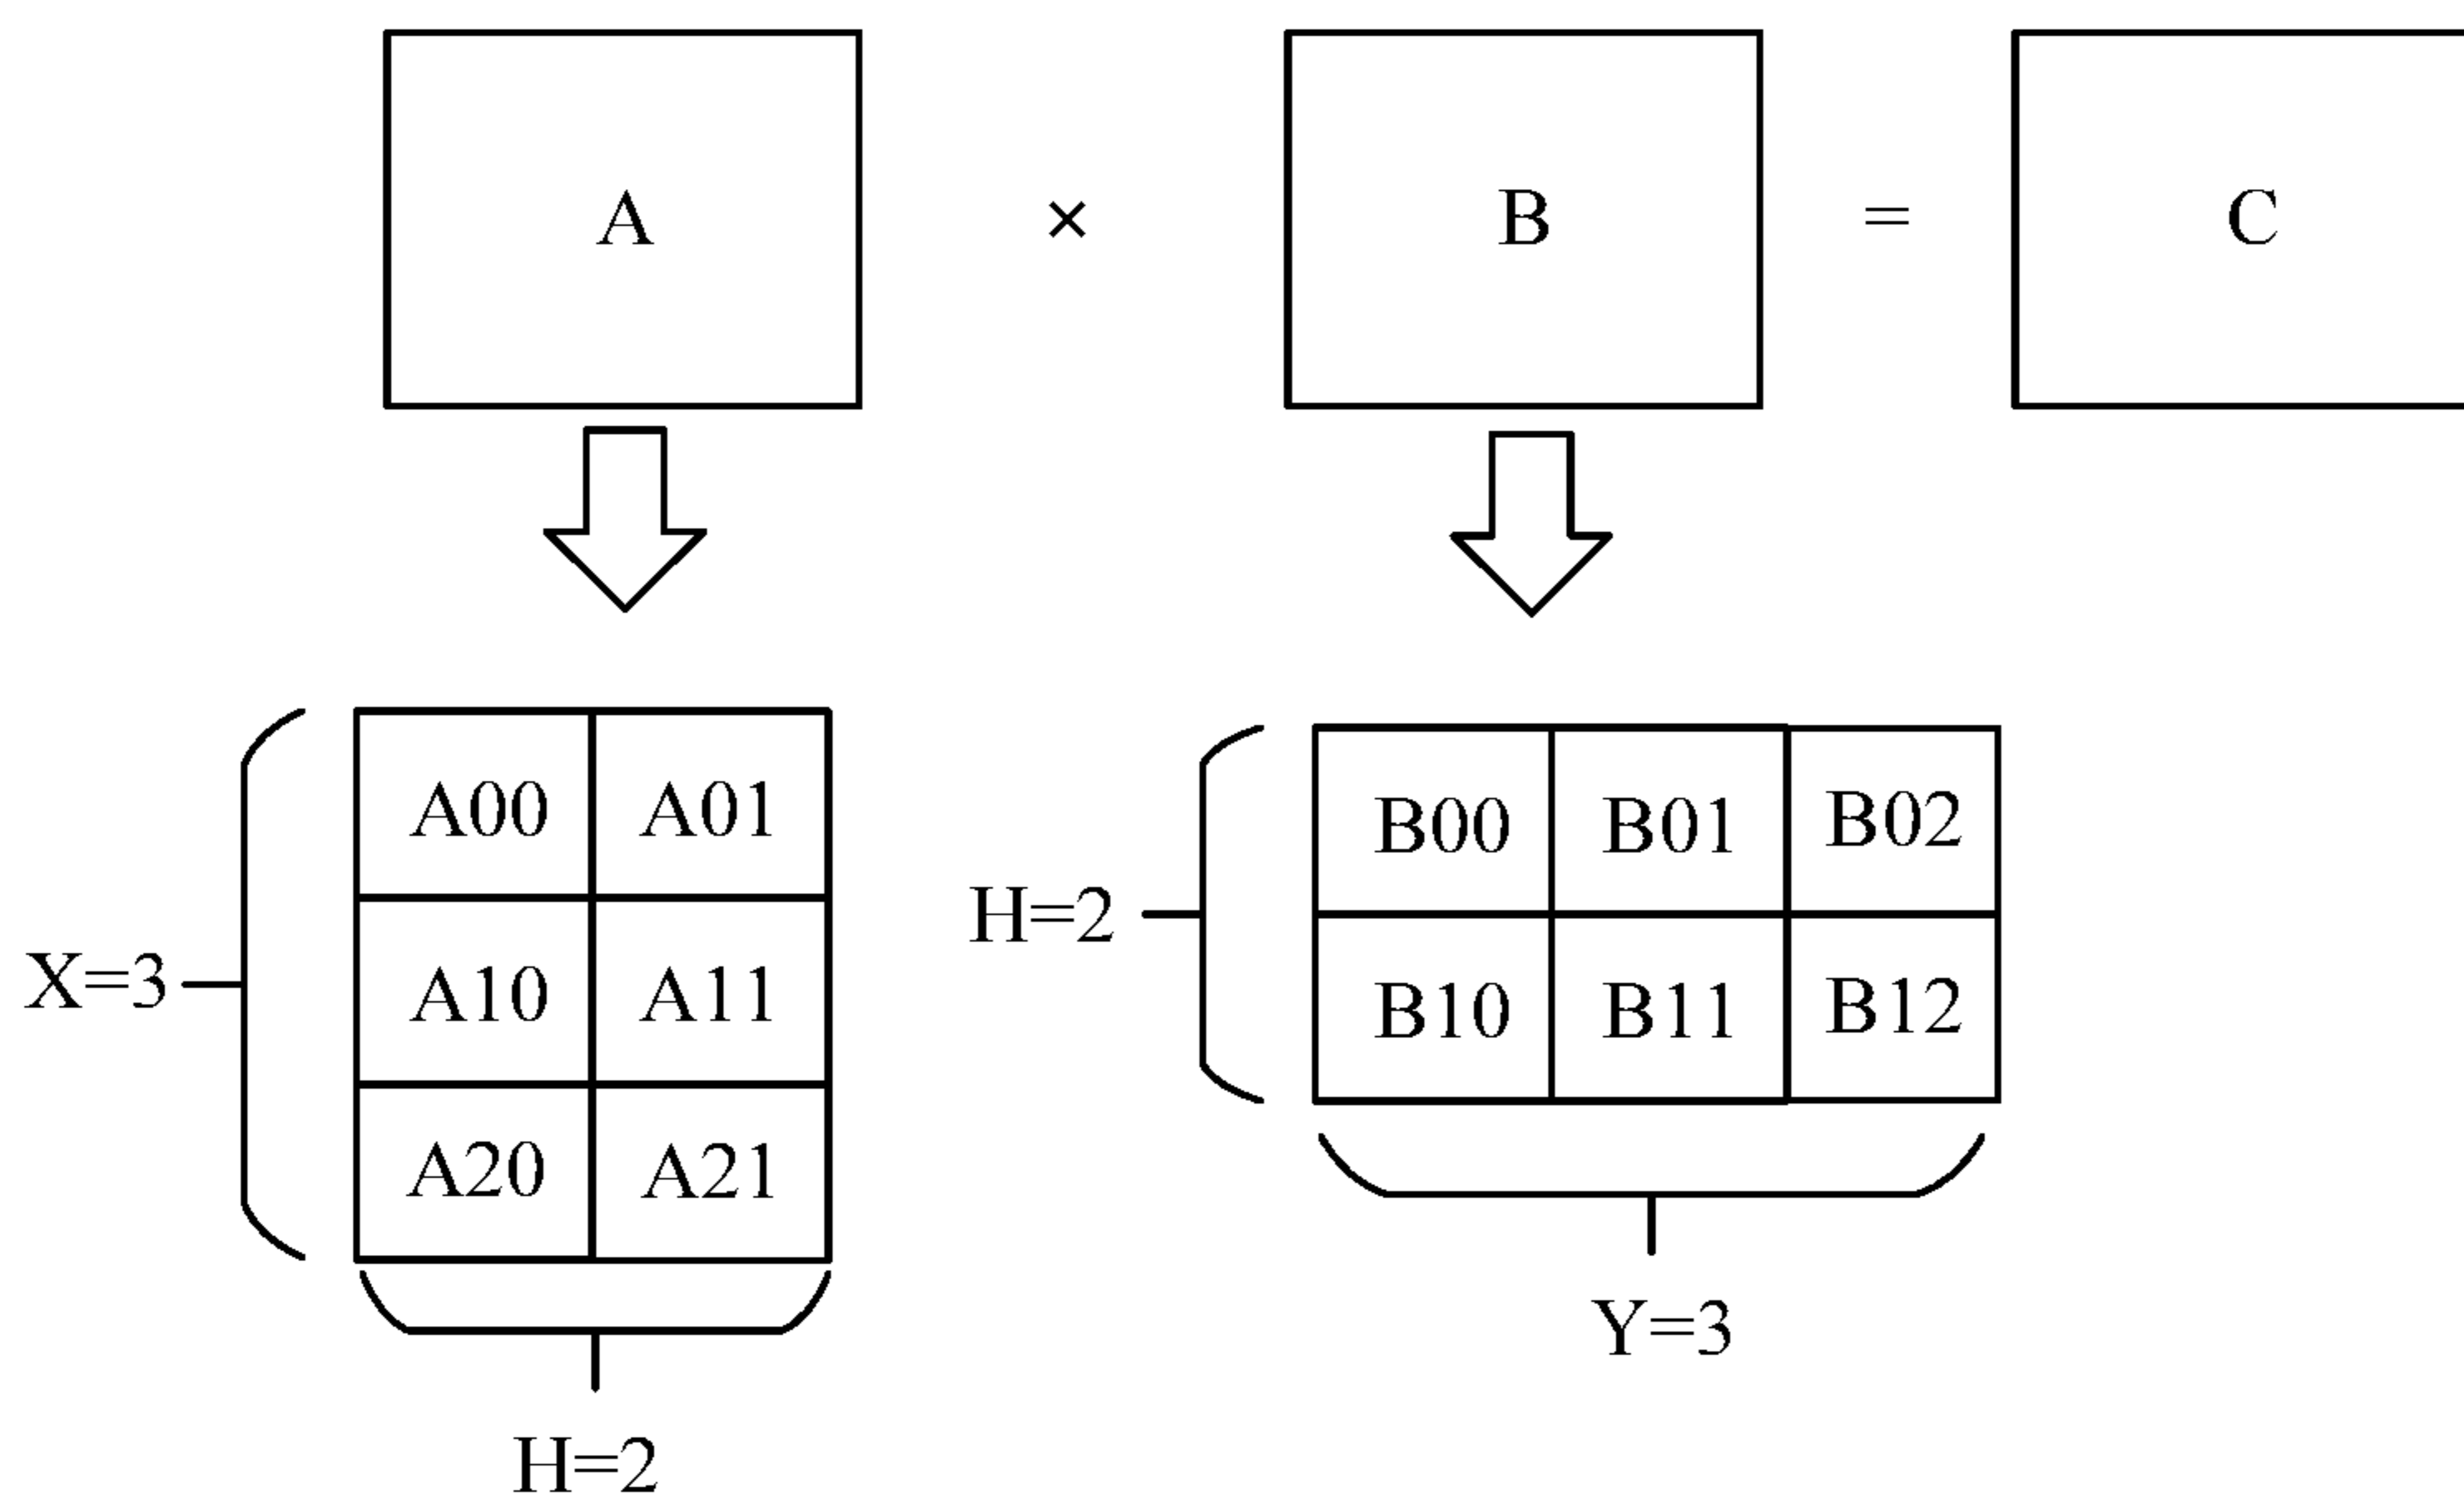 A × B = C
A00 A01
B00 B01 B02
H=2
X=3
A10 A11
B10 B11 B12
A20 A21
Y=3
H=2